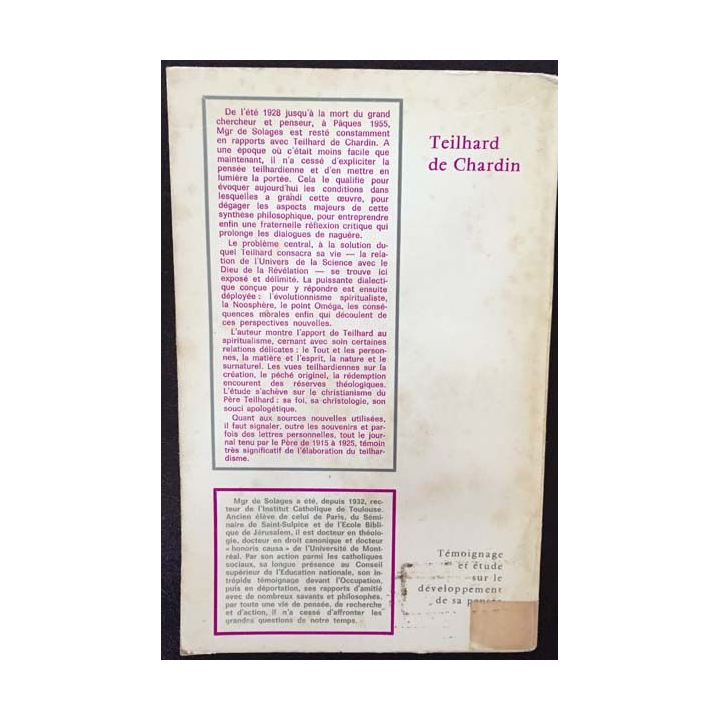 De l'été 1928 jusqu'à la mort du grand
chercheur et penseur, à Pâques 1955,
Mgr de Solages est resté constamment
en rapports avec Teilhard de Chardin. A
une époque où c'était moins facile que
maintenant, il n'a cessé d'expliciter la
pensée teilhardienne et d'en mettre en
lumière la portée. Cela le qualifie pour
évoquer aujourd'hui les conditions dans
lesquelles a grandi cette œuvre, pour
dégager les aspects majeurs de cette
synthèse philosophique, pour entreprendre
enfin une fraternelle réflexion critique qui
prolonge les dialogues de naguère.
Le problème central, à la solution du-
quel Teilhard consacra sa vie — la rela-
tion de l'Univers de la Science avec le
Dieu de la Révélation — se trouve ici
exposé et délimité. La puissante dialecti-
que conçue pour y répondre est ensuite
déployée : l'évolutionnisme spiritualiste,
la Noosphère, le point Oméga, les consé-
quences morales enfin qui découlent de
ces perspectives nouvelles.
L'auteur montre l'apport de Teilhard au
spiritualisme, cernant avec soin certaines
relations délicates : le Tout et les person-
nes, la matière et l'esprit, la nature et le
surnaturel. Les vues teilhardiennes sur la
création, le péché originel, la rédemption
encourent des réserves théologiques.
L'étude s'achève sur le christianisme du
Père Teilhard : sa foi, sa christologie, son
souci apologétique.
Quant aux sources nouvelles utilisées,
il faut signaler, outre les souvenirs et par-
fois des lettres personnelles, tout le jour-
nal tenu par le Père de 1915 à 1925, témoin
très significatif de l'élaboration du teilhar-
disme.
Mgr de Solages a été, depuis 1932, rec-
teur de l'Institut Catholique de Toulouse.
Ancien élève de celui de Paris, du Sémi-
naire de Saint-Sulpice et de l'Ecole Bibli-
que de Jérusalem, il est docteur en théolo-
gie, docteur en droit canonique et docteur
« honoris causa » de l'Université de Mont-
réal. Par son action parmi les catholiques
sociaux, sa longue présence au Conseil
supérieur de l'Education nationale, son in-
trépide témoignage devant l'Occupation,
puis en déportation, ses rapports d'amitié
avec de nombreux savants et philosophes,
par toute une vie de pensée, de recherche
et d'action, il n'a cessé d'affronter les
grandes questions de notre temps.
Teilhard
de Chardin
Témoignage
et étude
sur le
développement
de sa pensée